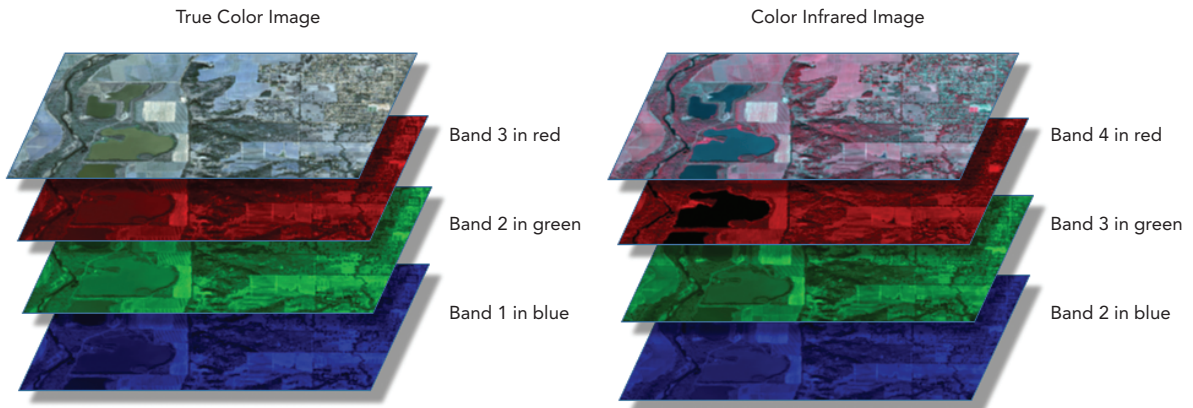 True Color Image
Band 3 in red
Band 2 in green
Band 1 in blue
Color Infrared Image
Band 4 in red
Band 3 in green
Band 2 in blue